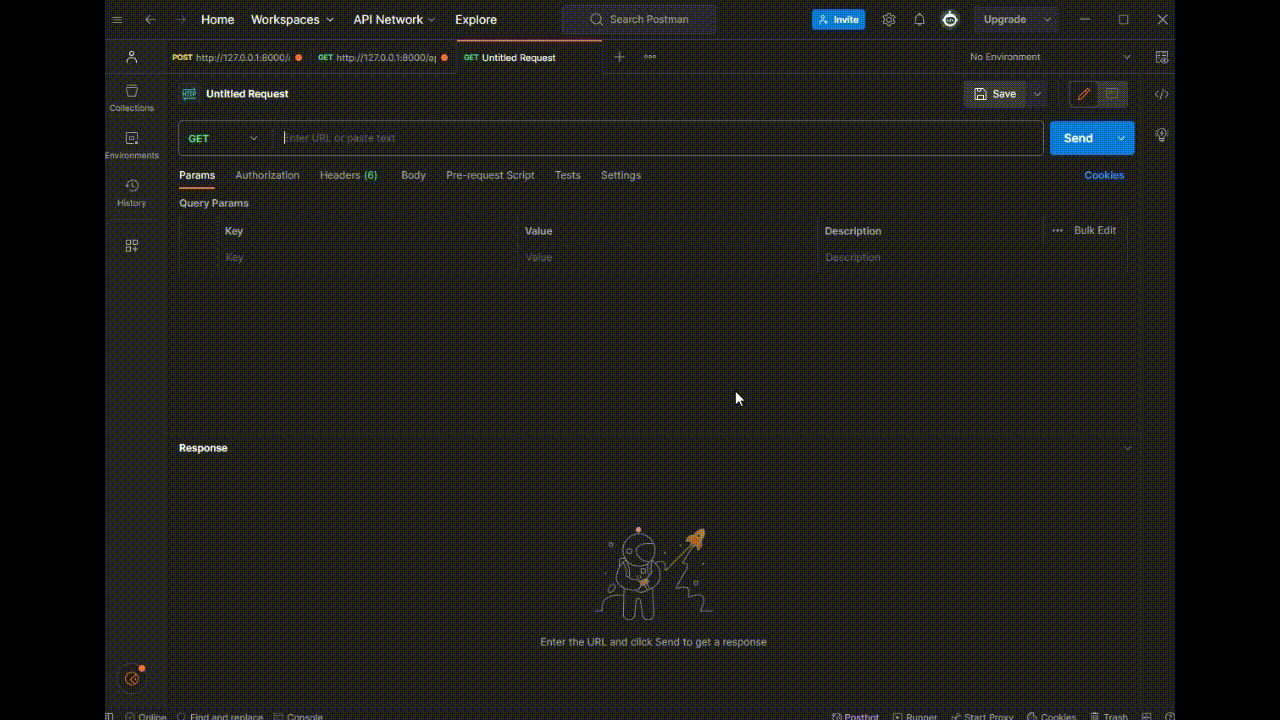 Home Workspaces API Network Explore Search Postman Invite Upgrade
POST http://127.0.0.1:8000/ GET http://127.0.0.1:8000/a GET Untitled Request No Environment
HTTP Untitled Request Save
Collections
GET Enter URL or paste text Send
Environments
Params Authorization Headers (6) Body Pre-request Script Tests Settings Cookies
History
Query Params
Key Value Description Bulk Edit
Key Value Description
Response
Enter the URL and click Send to get a response
Online Find and replace Console Postbot Runner Start Proxy Cookies Trash